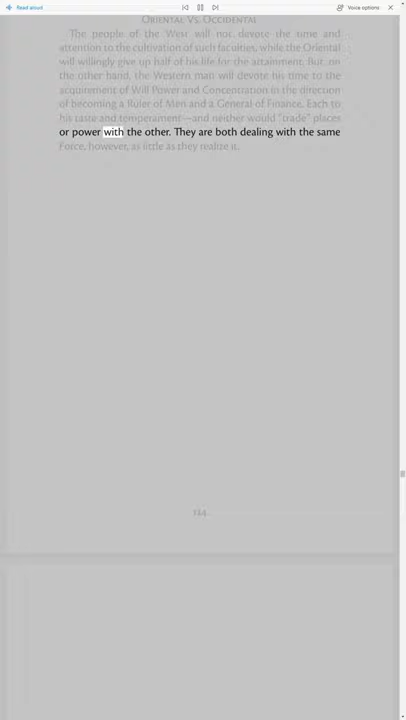 Read aloud
Voice options
Oriental Vs. Occidental
The people of the West will not devote the time and
attention to the cultivation of such faculties, while the Oriental
will willingly give up half of his life for the attainment. But, on
the other hand, the Western man will devote his time to the
acquirement of Will Power and Concentration in the direction
of becoming a Ruler of Men and a General of Finance. Each to
his taste and temperament—and neither would “trade” places
or power with the other. They are both dealing with the same
Force, however, as little as they realize it.